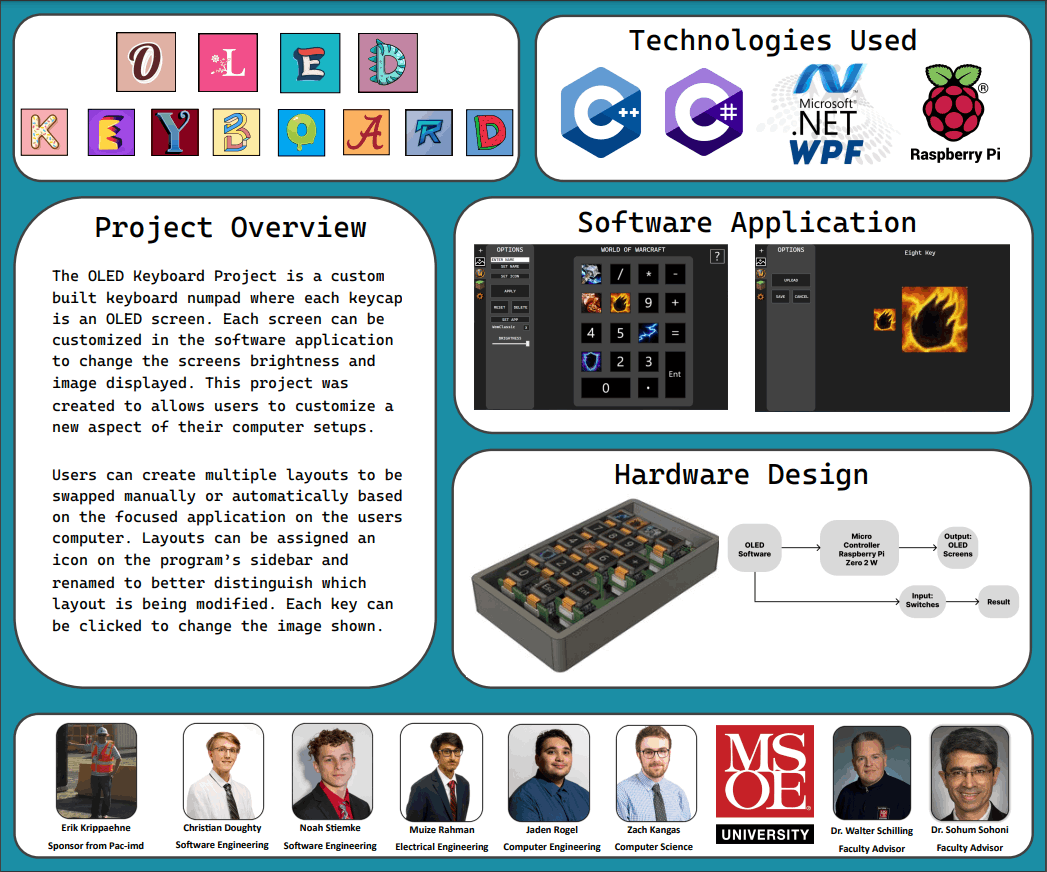 OLED
KEYBOARD
Technologies Used
C++
C#
Microsoft®
.NET
WPF
®
Raspberry Pi
Project Overview
The OLED Keyboard Project is a custom
built keyboard numpad where each keycap
is an OLED screen. Each screen can be
customized in the software application
to change the screens brightness and
image displayed. This project was
created to allows users to customize a
new aspect of their computer setups.
Users can create multiple layouts to be
swapped manually or automatically based
on the focused application on the users
computer. Layouts can be assigned an
icon on the program's sidebar and
renamed to better distinguish which
layout is being modified. Each key can
be clicked to change the image shown.
Software Application
+
OPTIONS
ENTER NAME
SET NAME
SET ICON
APPLY
RESET DELETE
SET APP
WowClassic
BRIGHTNESS
WORLD OF WARCRAFT
?
/ * -
9 +
4 5 =
2 3
0 . Ent
+
OPTIONS
UPLOAD
SAVE CANCEL
Eight Key
Hardware Design
OLED
Software
Micro
Controller
Raspberry Pi
Zero 2 W
Output:
OLED
Screens
Input:
Switches
Result
Erik Krippaehne
Sponsor from Pac-imd
Christian Doughty
Software Engineering
Noah Stiemke
Software Engineering
Muize Rahman
Electrical Engineering
Jaden Rogel
Computer Engineering
Zach Kangas
Computer Science
MS
OE
®
UNIVERSITY
Dr. Walter Schilling
Faculty Advisor
Dr. Sohum Sohoni
Faculty Advisor